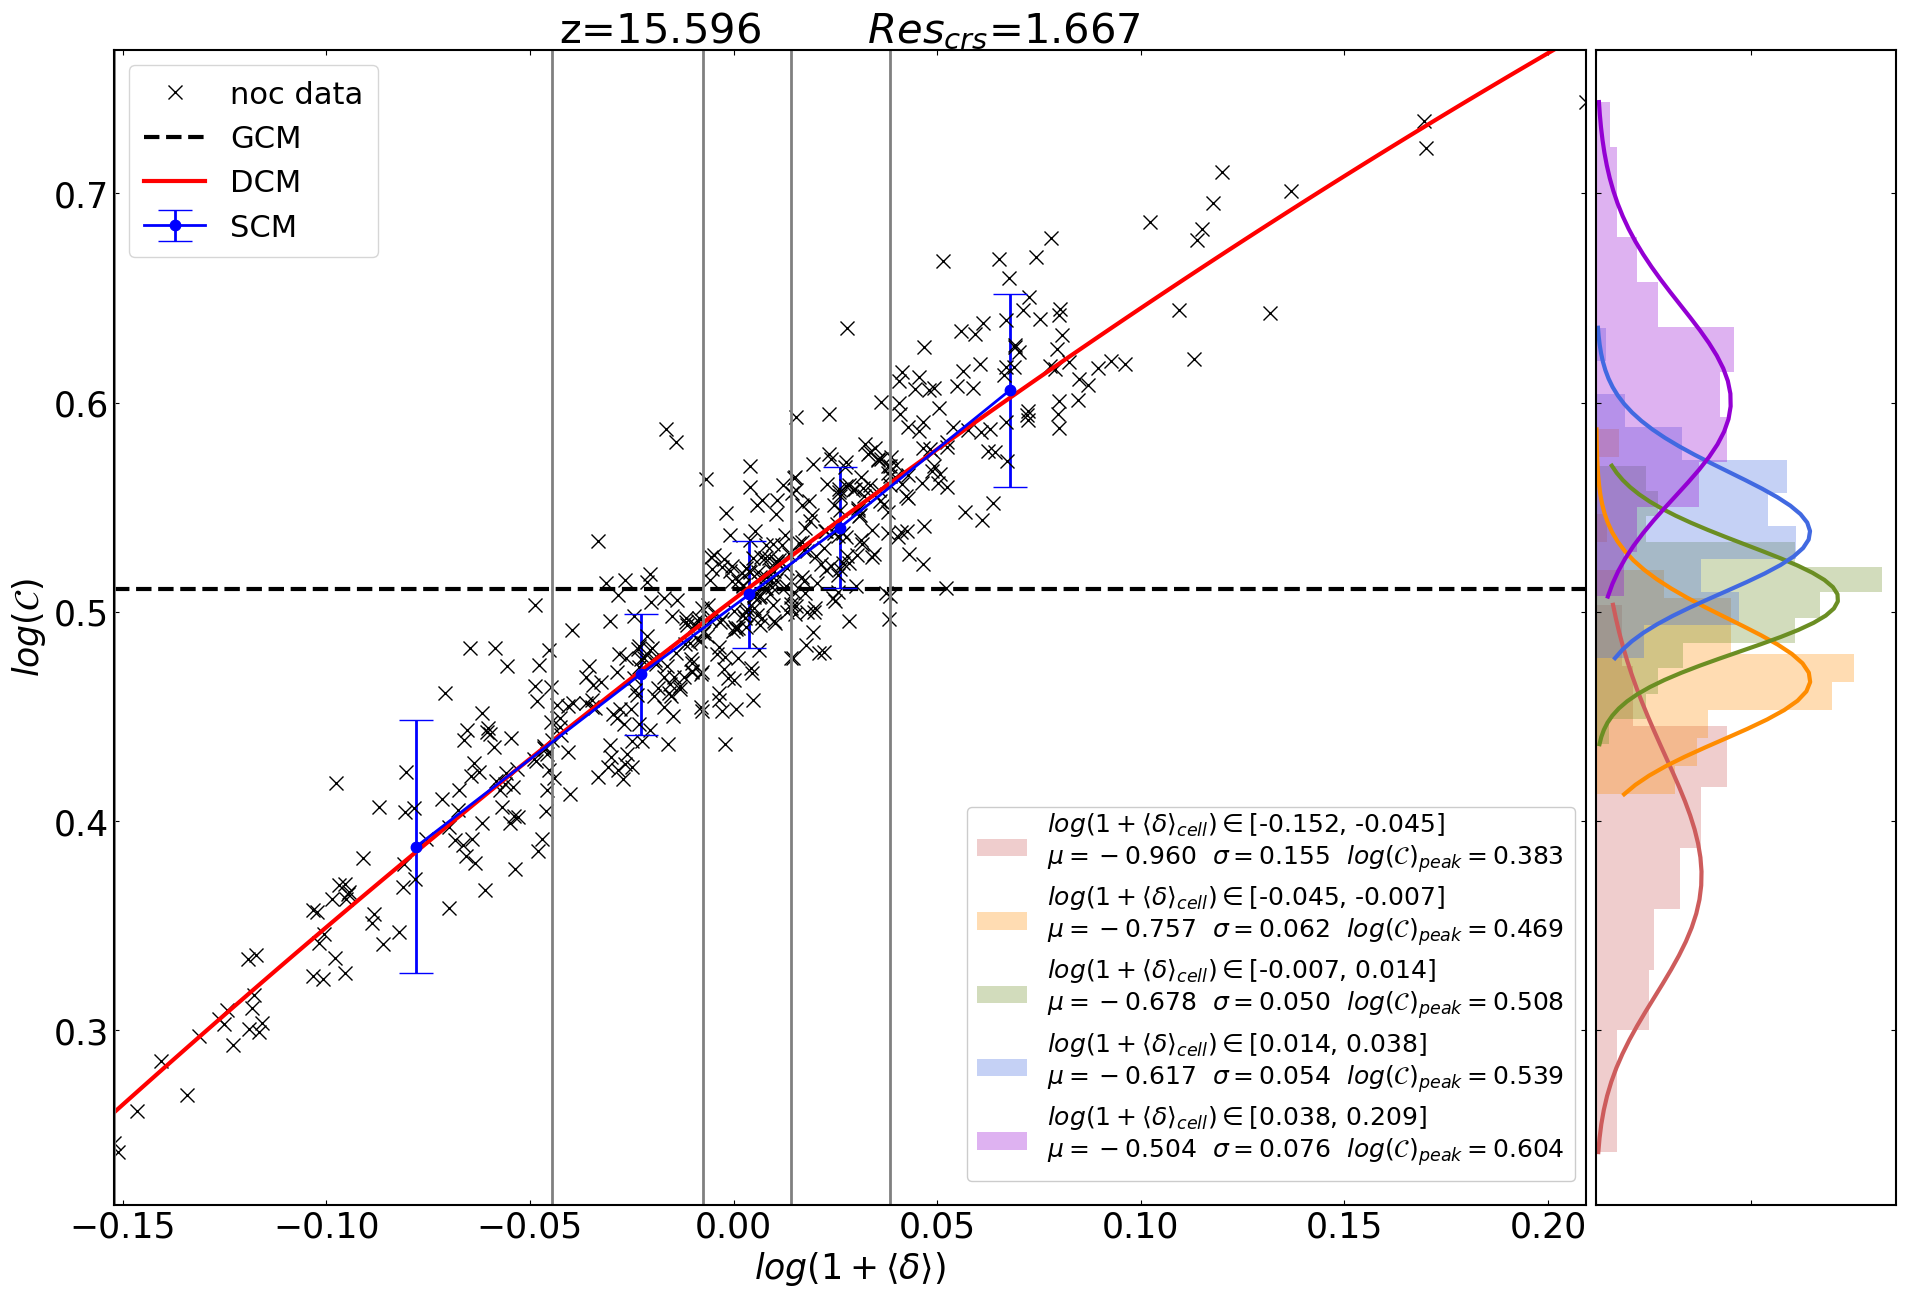 z=15.596 Res_crs=1.667
noc data
GCM
DCM
SCM
0.7
0.6
0.5
0.4
0.3
log(𝒞)
log(1 + ⟨δ⟩_cell) ∈ [-0.152, -0.045]
μ = −0.960 σ = 0.155 log(𝒞)_peak = 0.383
log(1 + ⟨δ⟩_cell) ∈ [-0.045, -0.007]
μ = −0.757 σ = 0.062 log(𝒞)_peak = 0.469
log(1 + ⟨δ⟩_cell) ∈ [-0.007, 0.014]
μ = −0.678 σ = 0.050 log(𝒞)_peak = 0.508
log(1 + ⟨δ⟩_cell) ∈ [0.014, 0.038]
μ = −0.617 σ = 0.054 log(𝒞)_peak = 0.539
log(1 + ⟨δ⟩_cell) ∈ [0.038, 0.209]
μ = −0.504 σ = 0.076 log(𝒞)_peak = 0.604
−0.15 −0.10 −0.05 0.00 0.05 0.10 0.15 0.20
log(1 + ⟨δ⟩)